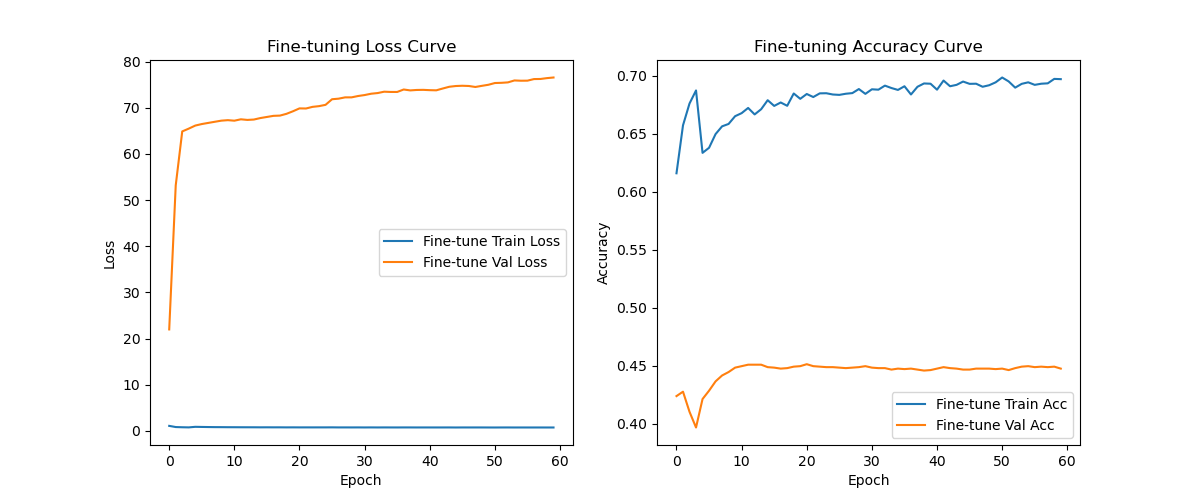 Fine-tuning Loss Curve
80
70
60
50
40
30
20
10
0
Loss
Fine-tune Train Loss
Fine-tune Val Loss
0 10 20 30 40 50 60
Epoch
Fine-tuning Accuracy Curve
0.70
0.65
0.60
0.55
0.50
0.45
0.40
Accuracy
Fine-tune Train Acc
Fine-tune Val Acc
0 10 20 30 40 50 60
Epoch